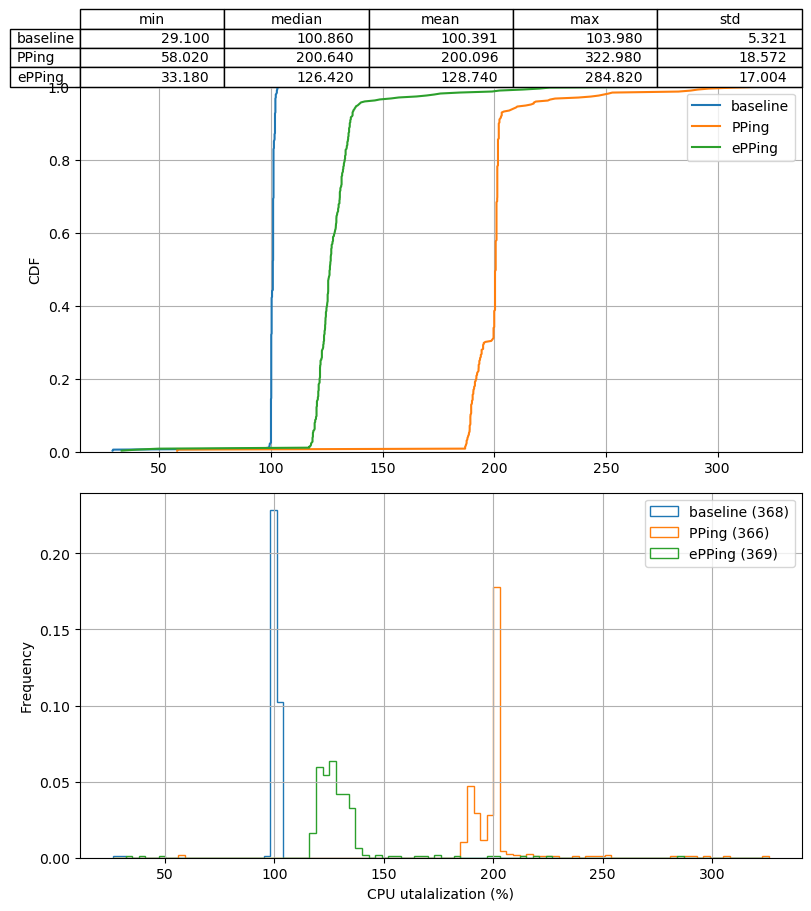 min median mean max std
baseline 29.100 100.860 100.391 103.980 5.321
PPing 58.020 200.640 200.096 322.980 18.572
ePPing 33.180 126.420 128.740 284.820 17.004
1.0
0.8
0.6
0.4
0.2
0.0
CDF
baseline
PPing
ePPing
50 100 150 200 250 300
0.20
0.15
0.10
0.05
0.00
Frequency
baseline (368)
PPing (366)
ePPing (369)
50 100 150 200 250 300
CPU utalalization (%)